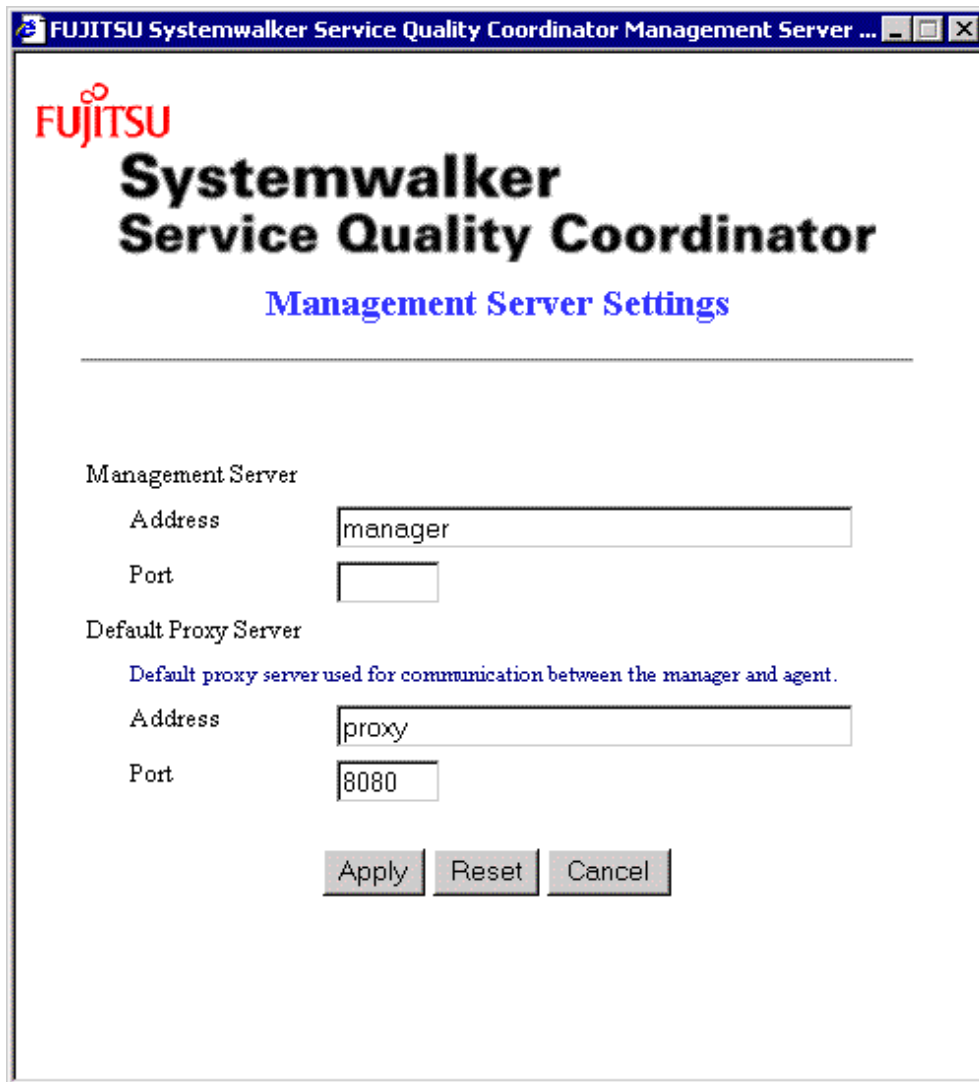 FUJITSU Systemwalker Service Quality Coordinator Management Server ...
FUJITSU
Systemwalker
Service Quality Coordinator
Management Server Settings
Management Server
Address
manager
Port
Default Proxy Server
Default proxy server used for communication between the manager and agent.
Address
proxy
Port
8080
Apply Reset Cancel